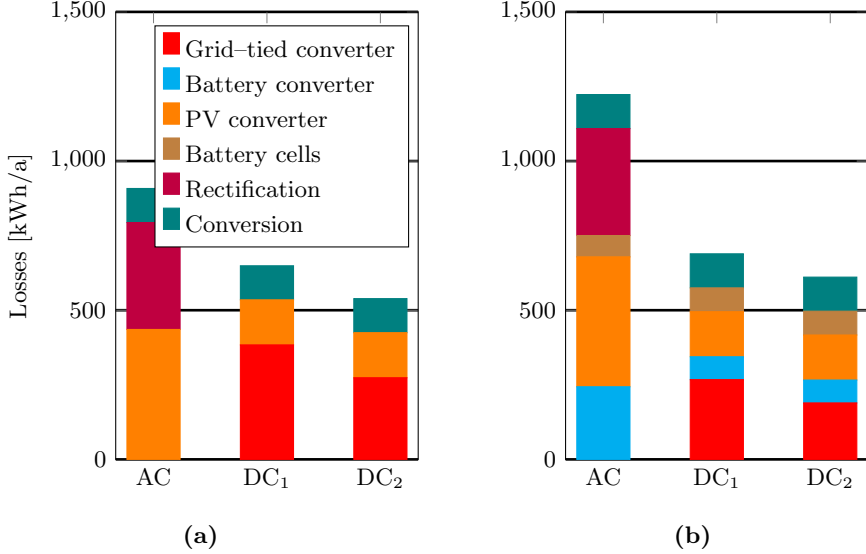 1,500
1,000
500
0
Losses [kWh/a]
Grid–tied converter
Battery converter
PV converter
Battery cells
Rectification
Conversion
AC
DC₁
DC₂
(a)
1,500
1,000
500
0
AC
DC₁
DC₂
(b)